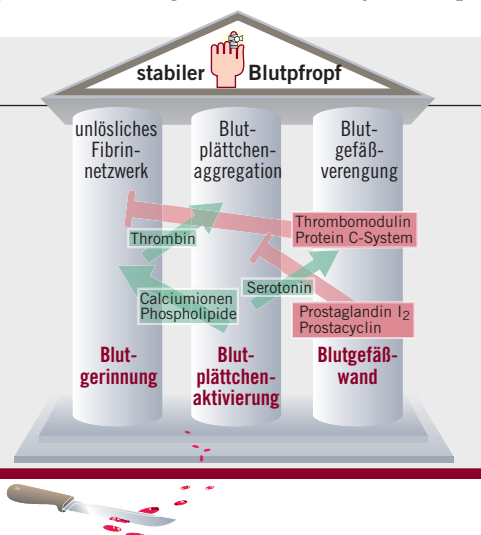 stabiler Blutpfropf
unlösliches
Fibrin-
netzwerk
Blut-
plättchen-
aggregation
Blut-
gefäß-
verengung
Thrombin
Thrombomodulin
Protein C-System
Calciumionen
Phospholipide
Serotonin
Prostaglandin I2
Prostacyclin
Blut-
gerinnung
Blut-
plättchen-
aktivierung
Blutgefäß-
wand